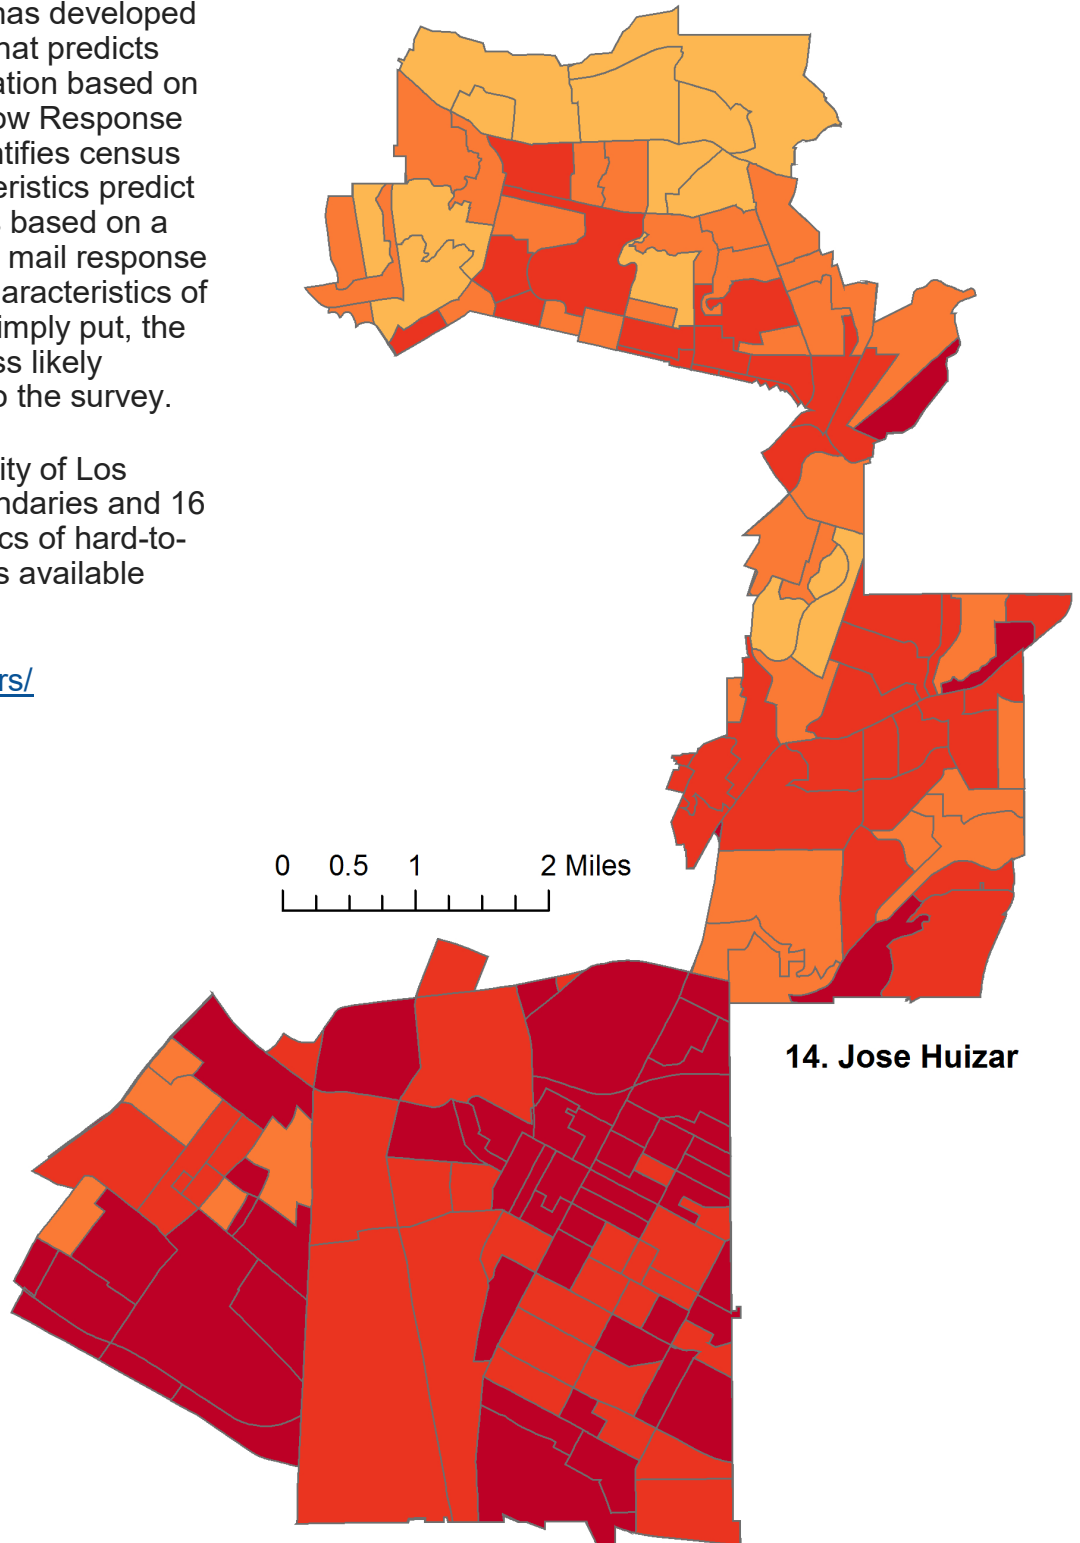 has developed
hat predicts
ation based on
ow Response
ntifies census
eristics predict
s based on a
mail response
aracteristics of
imply put, the
ss likely
o the survey.
ity of Los
ndaries and 16
cs of hard-to-
s available
rs/
0 0.5 1 2 Miles
14. Jose Huizar